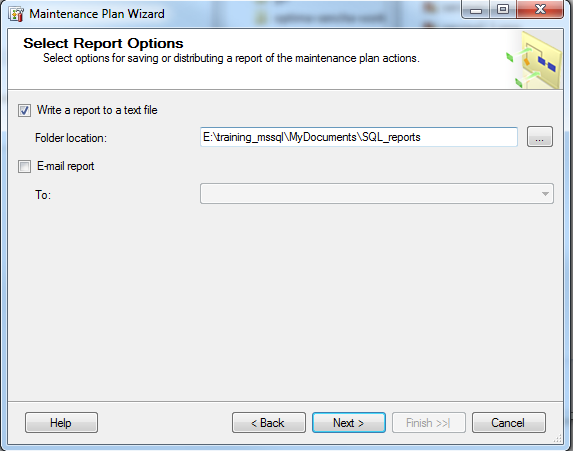 Maintenance Plan Wizard
Select Report Options
Select options for saving or distributing a report of the maintenance plan actions.
Write a report to a text file
Folder location:
E:\training_mssql\MyDocuments\SQL_reports
...
E-mail report
To:
Help
< Back
Next >
Finish >>|
Cancel